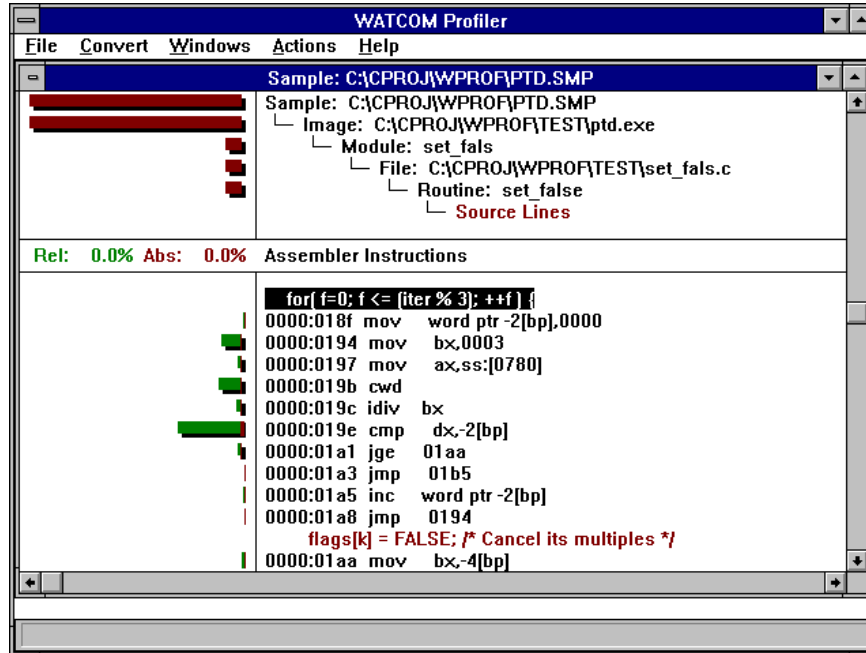 WATCOM Profiler
File Convert Windows Actions Help
Sample: C:\CPROJ\WPROF\PTD.SMP
Sample: C:\CPROJ\WPROF\PTD.SMP
Image: C:\CPROJ\WPROF\TEST\ptd.exe
Module: set_fals
File: C:\CPROJ\WPROF\TEST\set_fals.c
Routine: set_false
Source Lines
Rel: 0.0% Abs: 0.0% Assembler Instructions
for( f=0; f <= (iter % 3); ++f ) {
0000:018f mov word ptr -2[bp],0000
0000:0194 mov bx,0003
0000:0197 mov ax,ss:[0780]
0000:019b cwd
0000:019c idiv bx
0000:019e cmp dx,-2[bp]
0000:01a1 jge 01aa
0000:01a3 jmp 01b5
0000:01a5 inc word ptr -2[bp]
0000:01a8 jmp 0194
flags[k] = FALSE; /* Cancel its multiples */
0000:01aa mov bx,-4[bp]